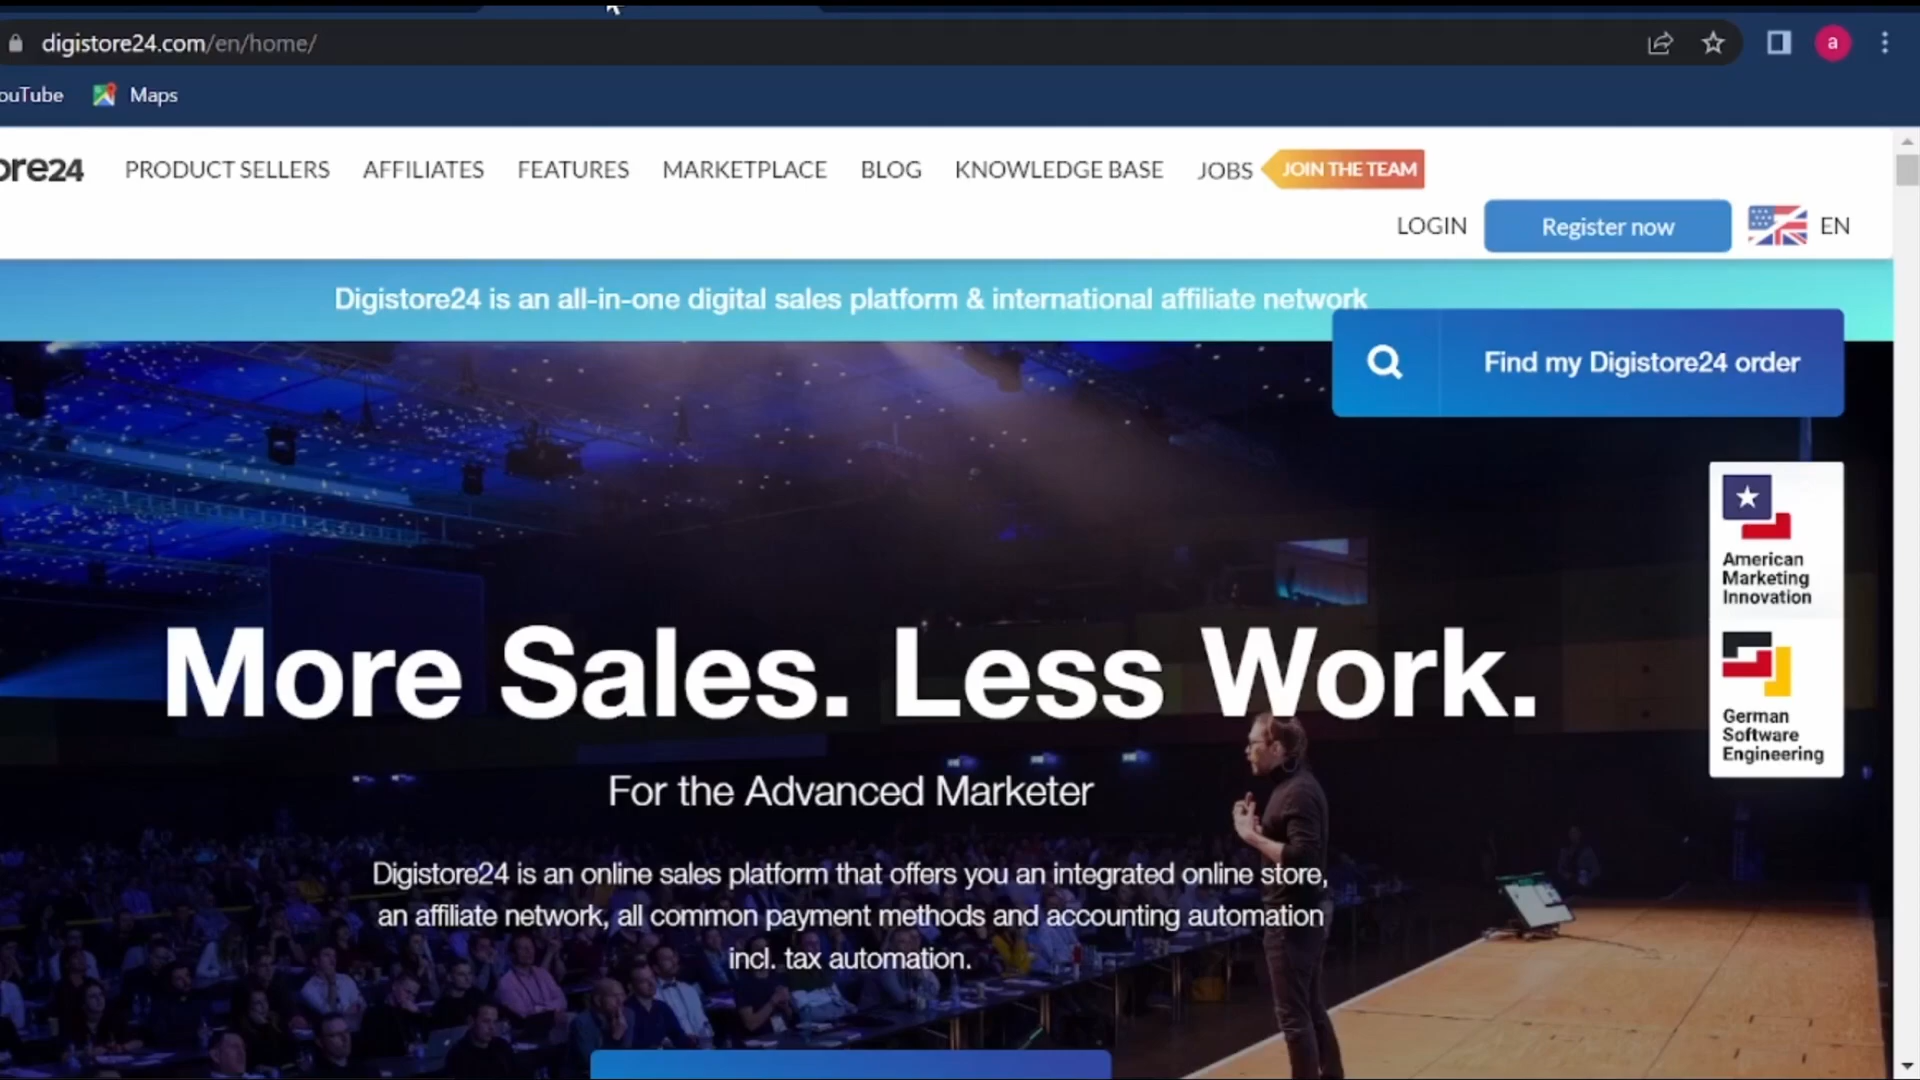 digistore24.com/en/home/
a
ouTube
Maps
ore24
PRODUCT SELLERS
AFFILIATES
FEATURES
MARKETPLACE
BLOG
KNOWLEDGE BASE
JOBS
JOIN THE TEAM
LOGIN
Register now
EN
Digistore24 is an all-in-one digital sales platform & international affiliate network
Find my Digistore24 order
American
Marketing
Innovation
German
Software
Engineering
More Sales. Less Work.
For the Advanced Marketer
Digistore24 is an online sales platform that offers you an integrated online store,
an affiliate network, all common payment methods and accounting automation
incl. tax automation.